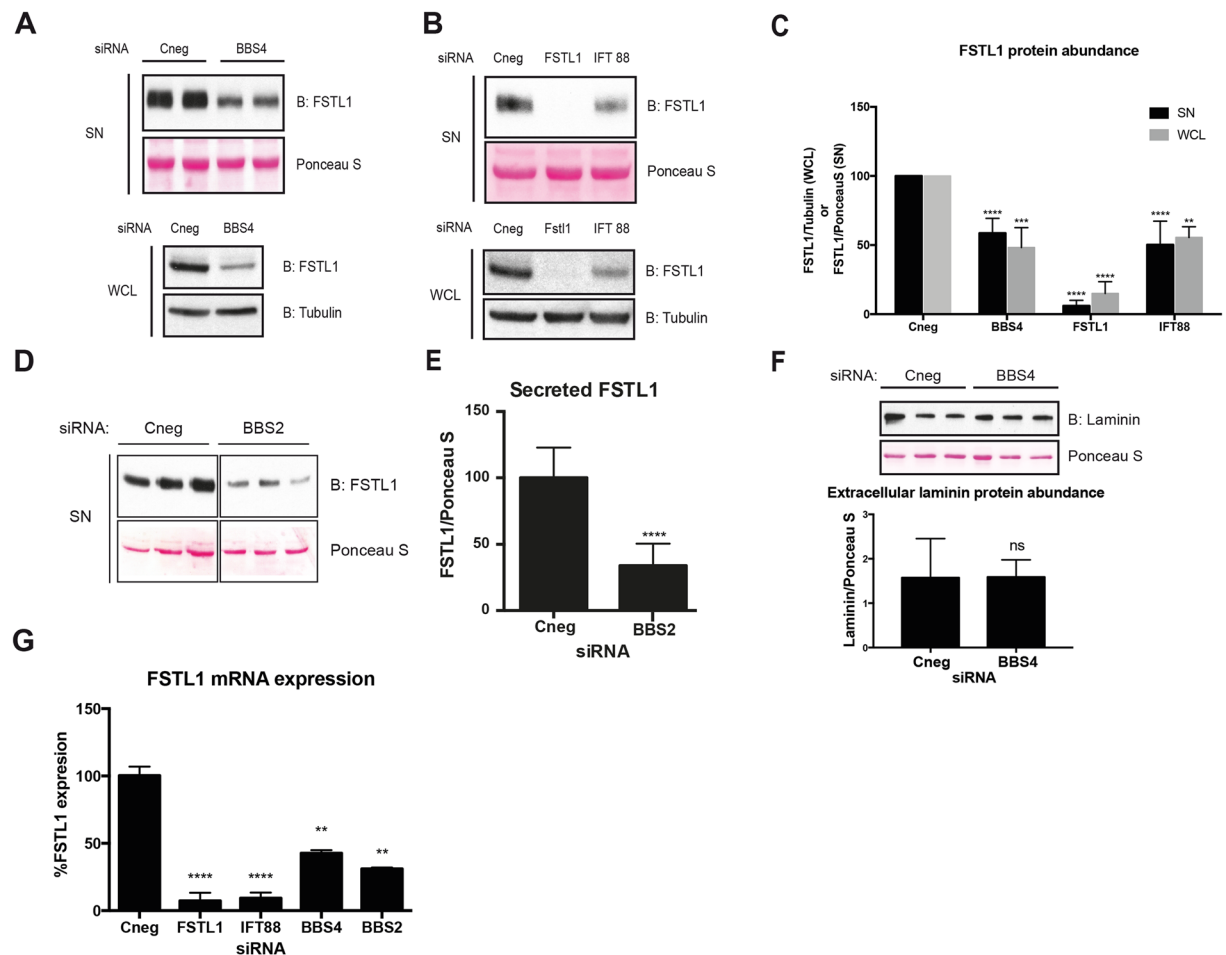 A
siRNA Cneg BBS4
SN
B: FSTL1
Ponceau S
siRNA Cneg BBS4
WCL
B: FSTL1
B: Tubulin
B
siRNA Cneg FSTL1 IFT 88
SN
B: FSTL1
Ponceau S
siRNA Cneg Fstl1 IFT 88
WCL
B: FSTL1
B: Tubulin
C
FSTL1 protein abundance
SN
WCL
FSTL1/Tubulin (WCL)
or
FSTL1/PonceauS (SN)
150
100
50
0
**** *** **** **** **** **
Cneg BBS4 FSTL1 IFT88
D
siRNA: Cneg BBS2
SN
B: FSTL1
Ponceau S
E
Secreted FSTL1
FSTL1/Ponceau S
150
100
50
0
****
Cneg BBS2
siRNA
F
siRNA: Cneg BBS4
B: Laminin
Ponceau S
Extracellular laminin protein abundance
Laminin/Ponceau S
3
2
1
0
ns
Cneg BBS4
siRNA
G
FSTL1 mRNA expression
%FSTL1 expresion
150
100
50
0
**** **** ** **
Cneg FSTL1 IFT88 BBS4 BBS2
siRNA